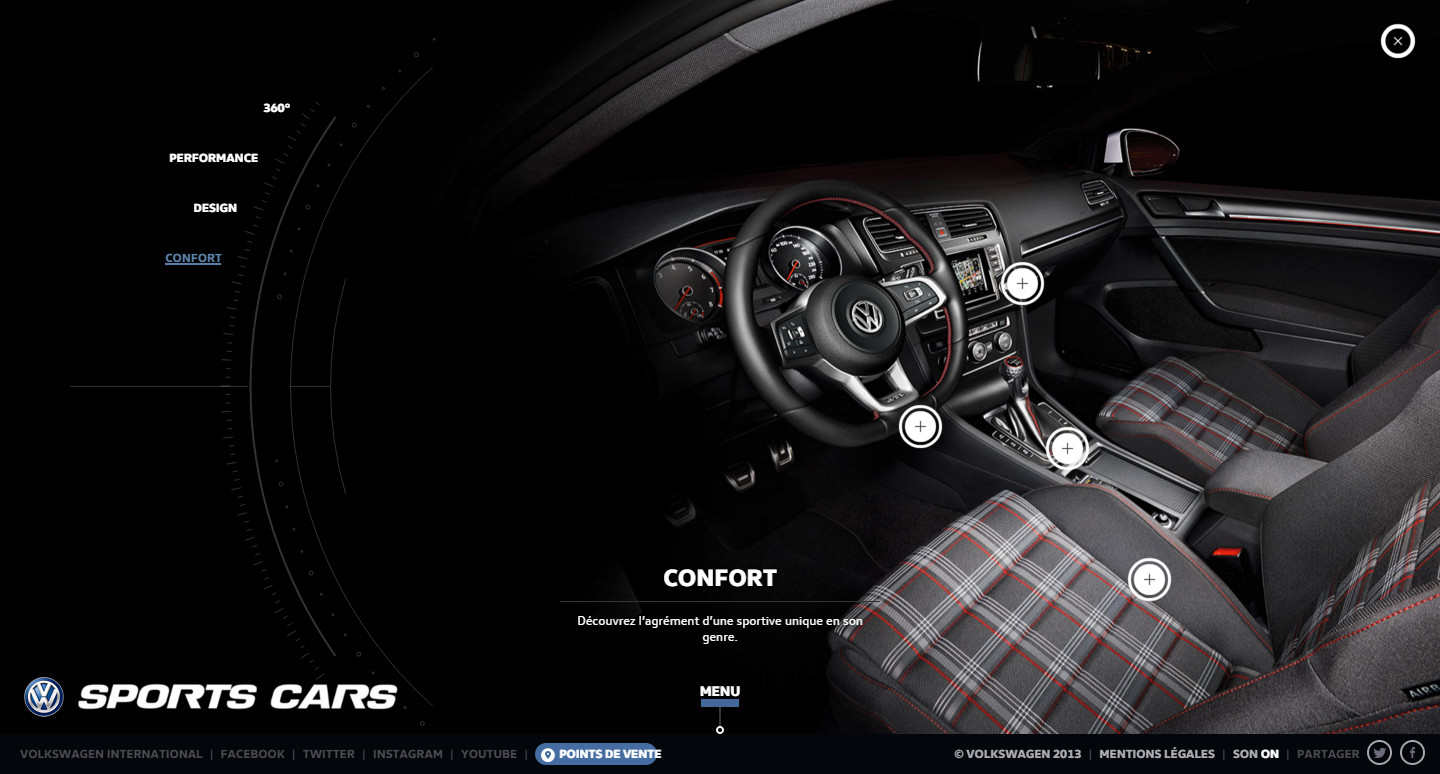 360°
PERFORMANCE
DESIGN
CONFORT
CONFORT
Découvrez l'agrément d'une sportive unique en son
genre.
SPORTS CARS
MENU
VOLKSWAGEN INTERNATIONAL | FACEBOOK | TWITTER | INSTAGRAM | YOUTUBE | POINTS DE VENTE
© VOLKSWAGEN 2013 | MENTIONS LÉGALES | SON ON | PARTAGER